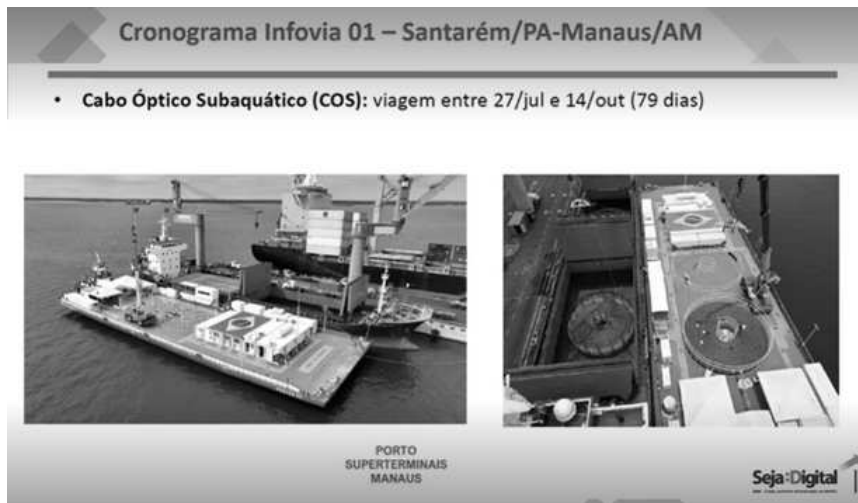 Cronograma Infovia 01 – Santarém/PA-Manaus/AM
• Cabo Óptico Subaquático (COS): viagem entre 27/jul e 14/out (79 dias)
PORTO
SUPERTERMINAIS
MANAUS
Seja:Digital